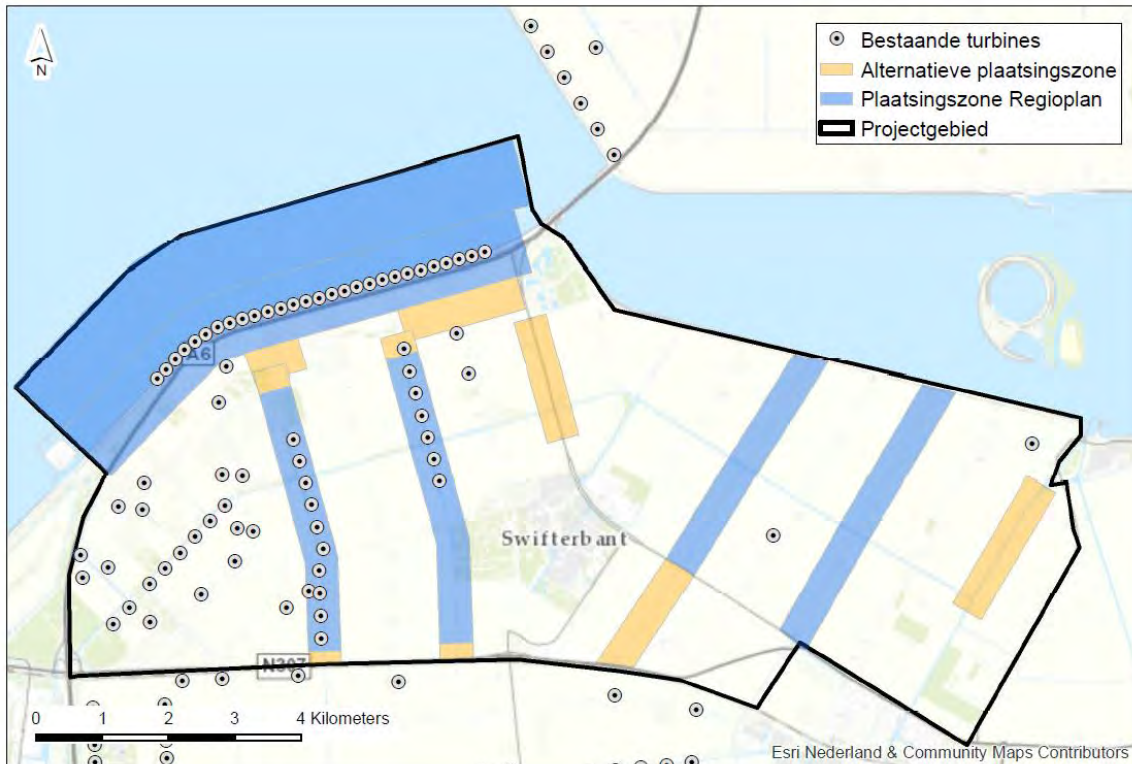 N
Bestaande turbines
Alternatieve plaatsingszone
Plaatsingszone Regioplan
Projectgebied
A6
Swifterbant
N307
0 1 2 3 4 Kilometers
Esri Nederland & Community Maps Contributors